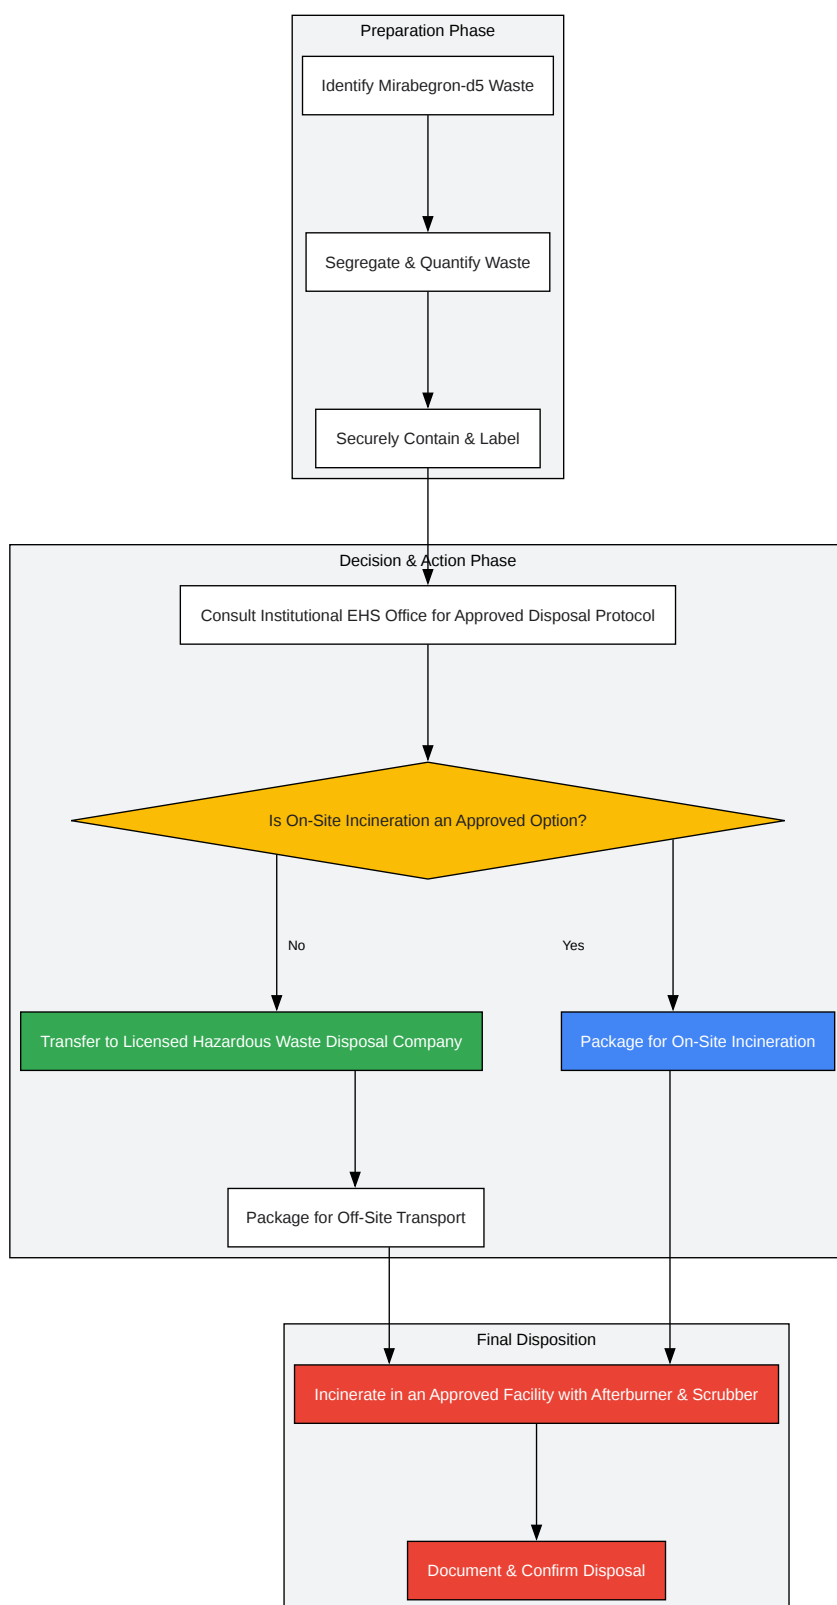 Preparation Phase
Identify Mirabegron-d5 Waste
Segregate & Quantify Waste
Securely Contain & Label
Decision & Action Phase
Consult Institutional EHS Office for Approved Disposal Protocol
Is On-Site Incineration an Approved Option?
No
Yes
Transfer to Licensed Hazardous Waste Disposal Company
Package for On-Site Incineration
Package for Off-Site Transport
Final Disposition
Incinerate in an Approved Facility with Afterburner & Scrubber
Document & Confirm Disposal